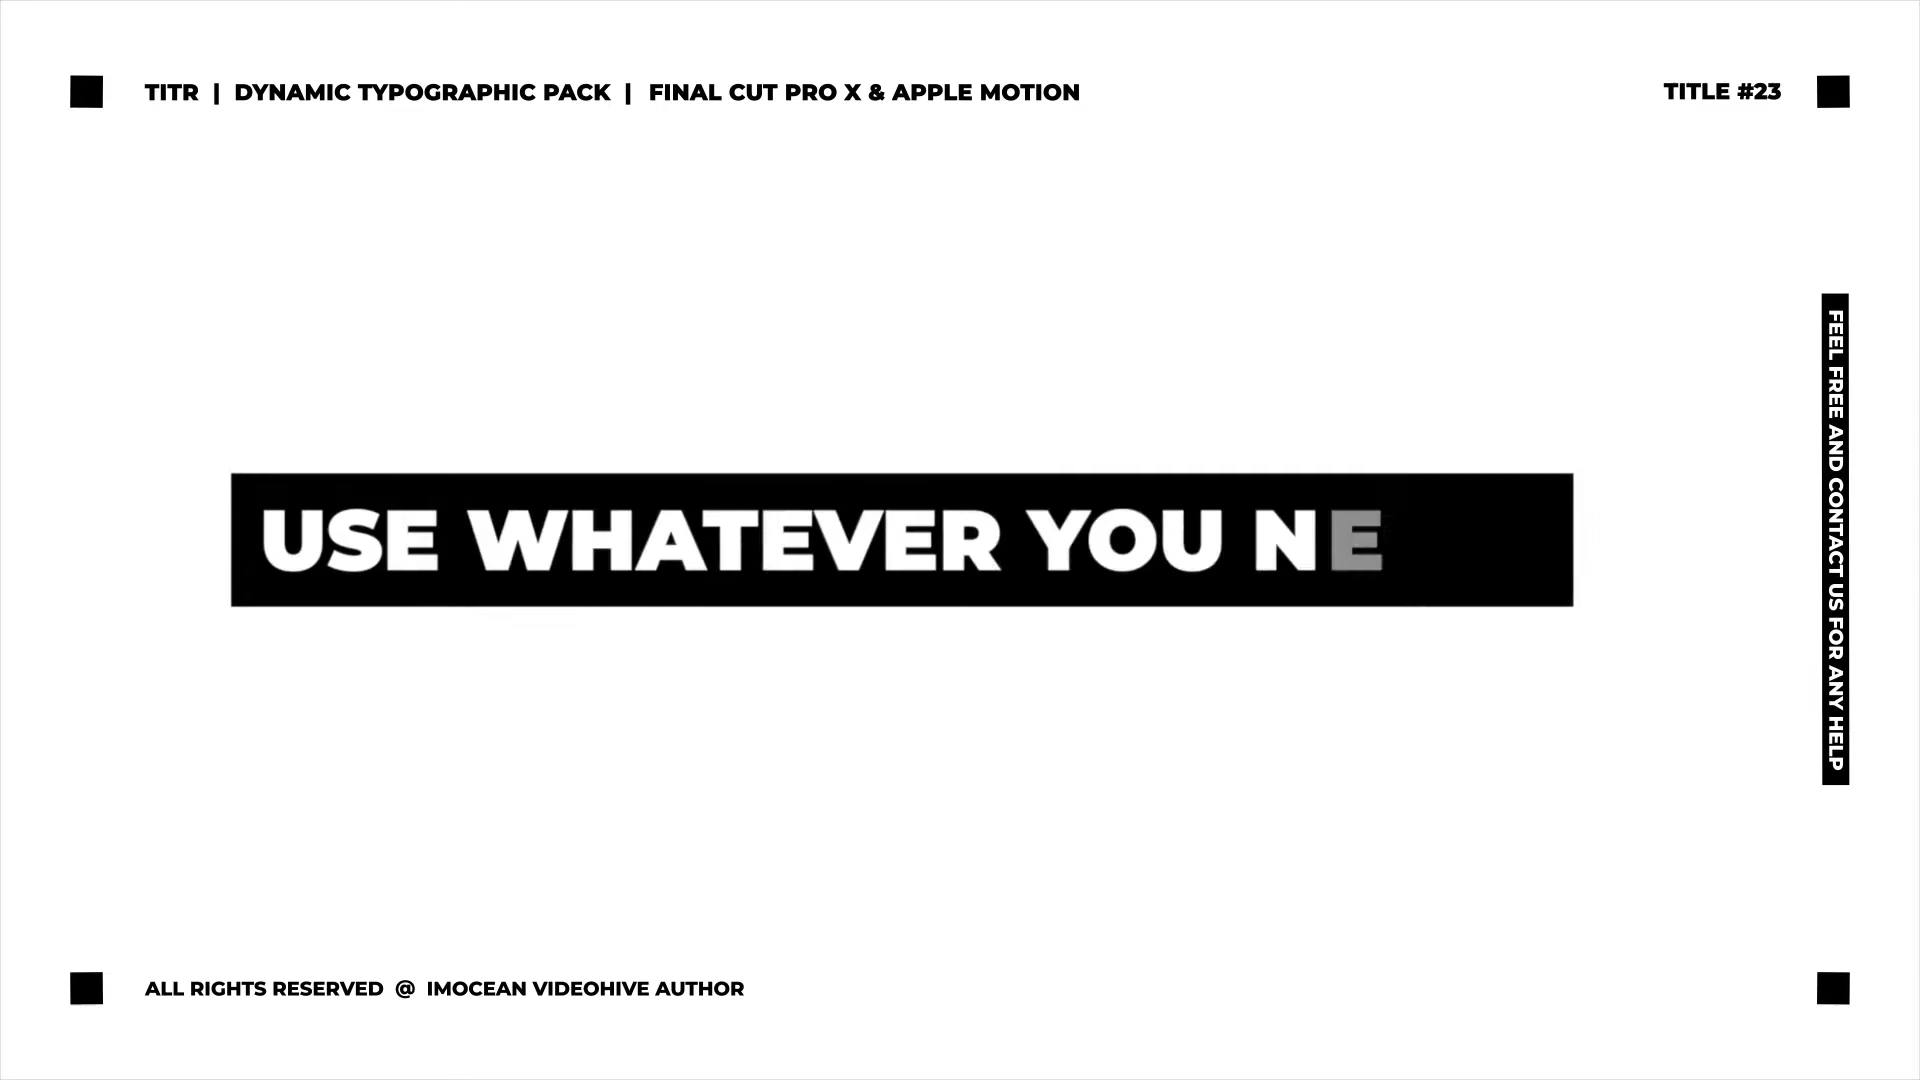 TITR | DYNAMIC TYPOGRAPHIC PACK | FINAL CUT PRO X & APPLE MOTION
TITLE #23
USE WHATEVER YOU NE
FEEL FREE AND CONTACT US FOR ANY HELP
ALL RIGHTS RESERVED @ IMOCEAN VIDEOHIVE AUTHOR